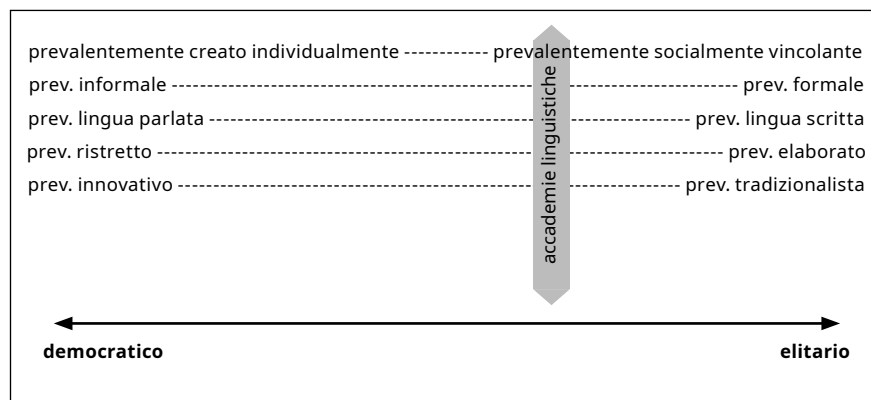 prevalentemente creato individualmente ----------- prevalentemente socialmente vincolante
prev. informale ---------- prev. formale
prev. lingua parlata ---------- prev. lingua scritta
prev. ristretto ---------- prev. elaborato
prev. innovativo ---------- prev. tradizionalista
accademie linguistiche
democratico elitario